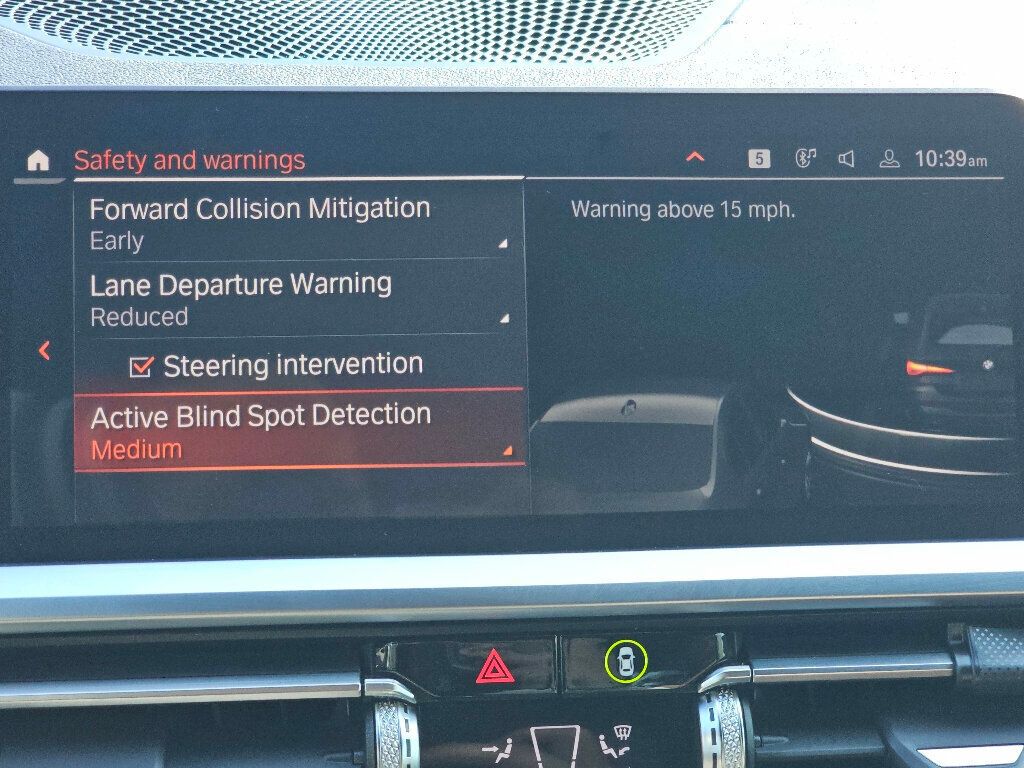 Safety and warnings
5
10:39am
Forward Collision Mitigation
Early
Warning above 15 mph.
Lane Departure Warning
Reduced
Steering intervention
Active Blind Spot Detection
Medium